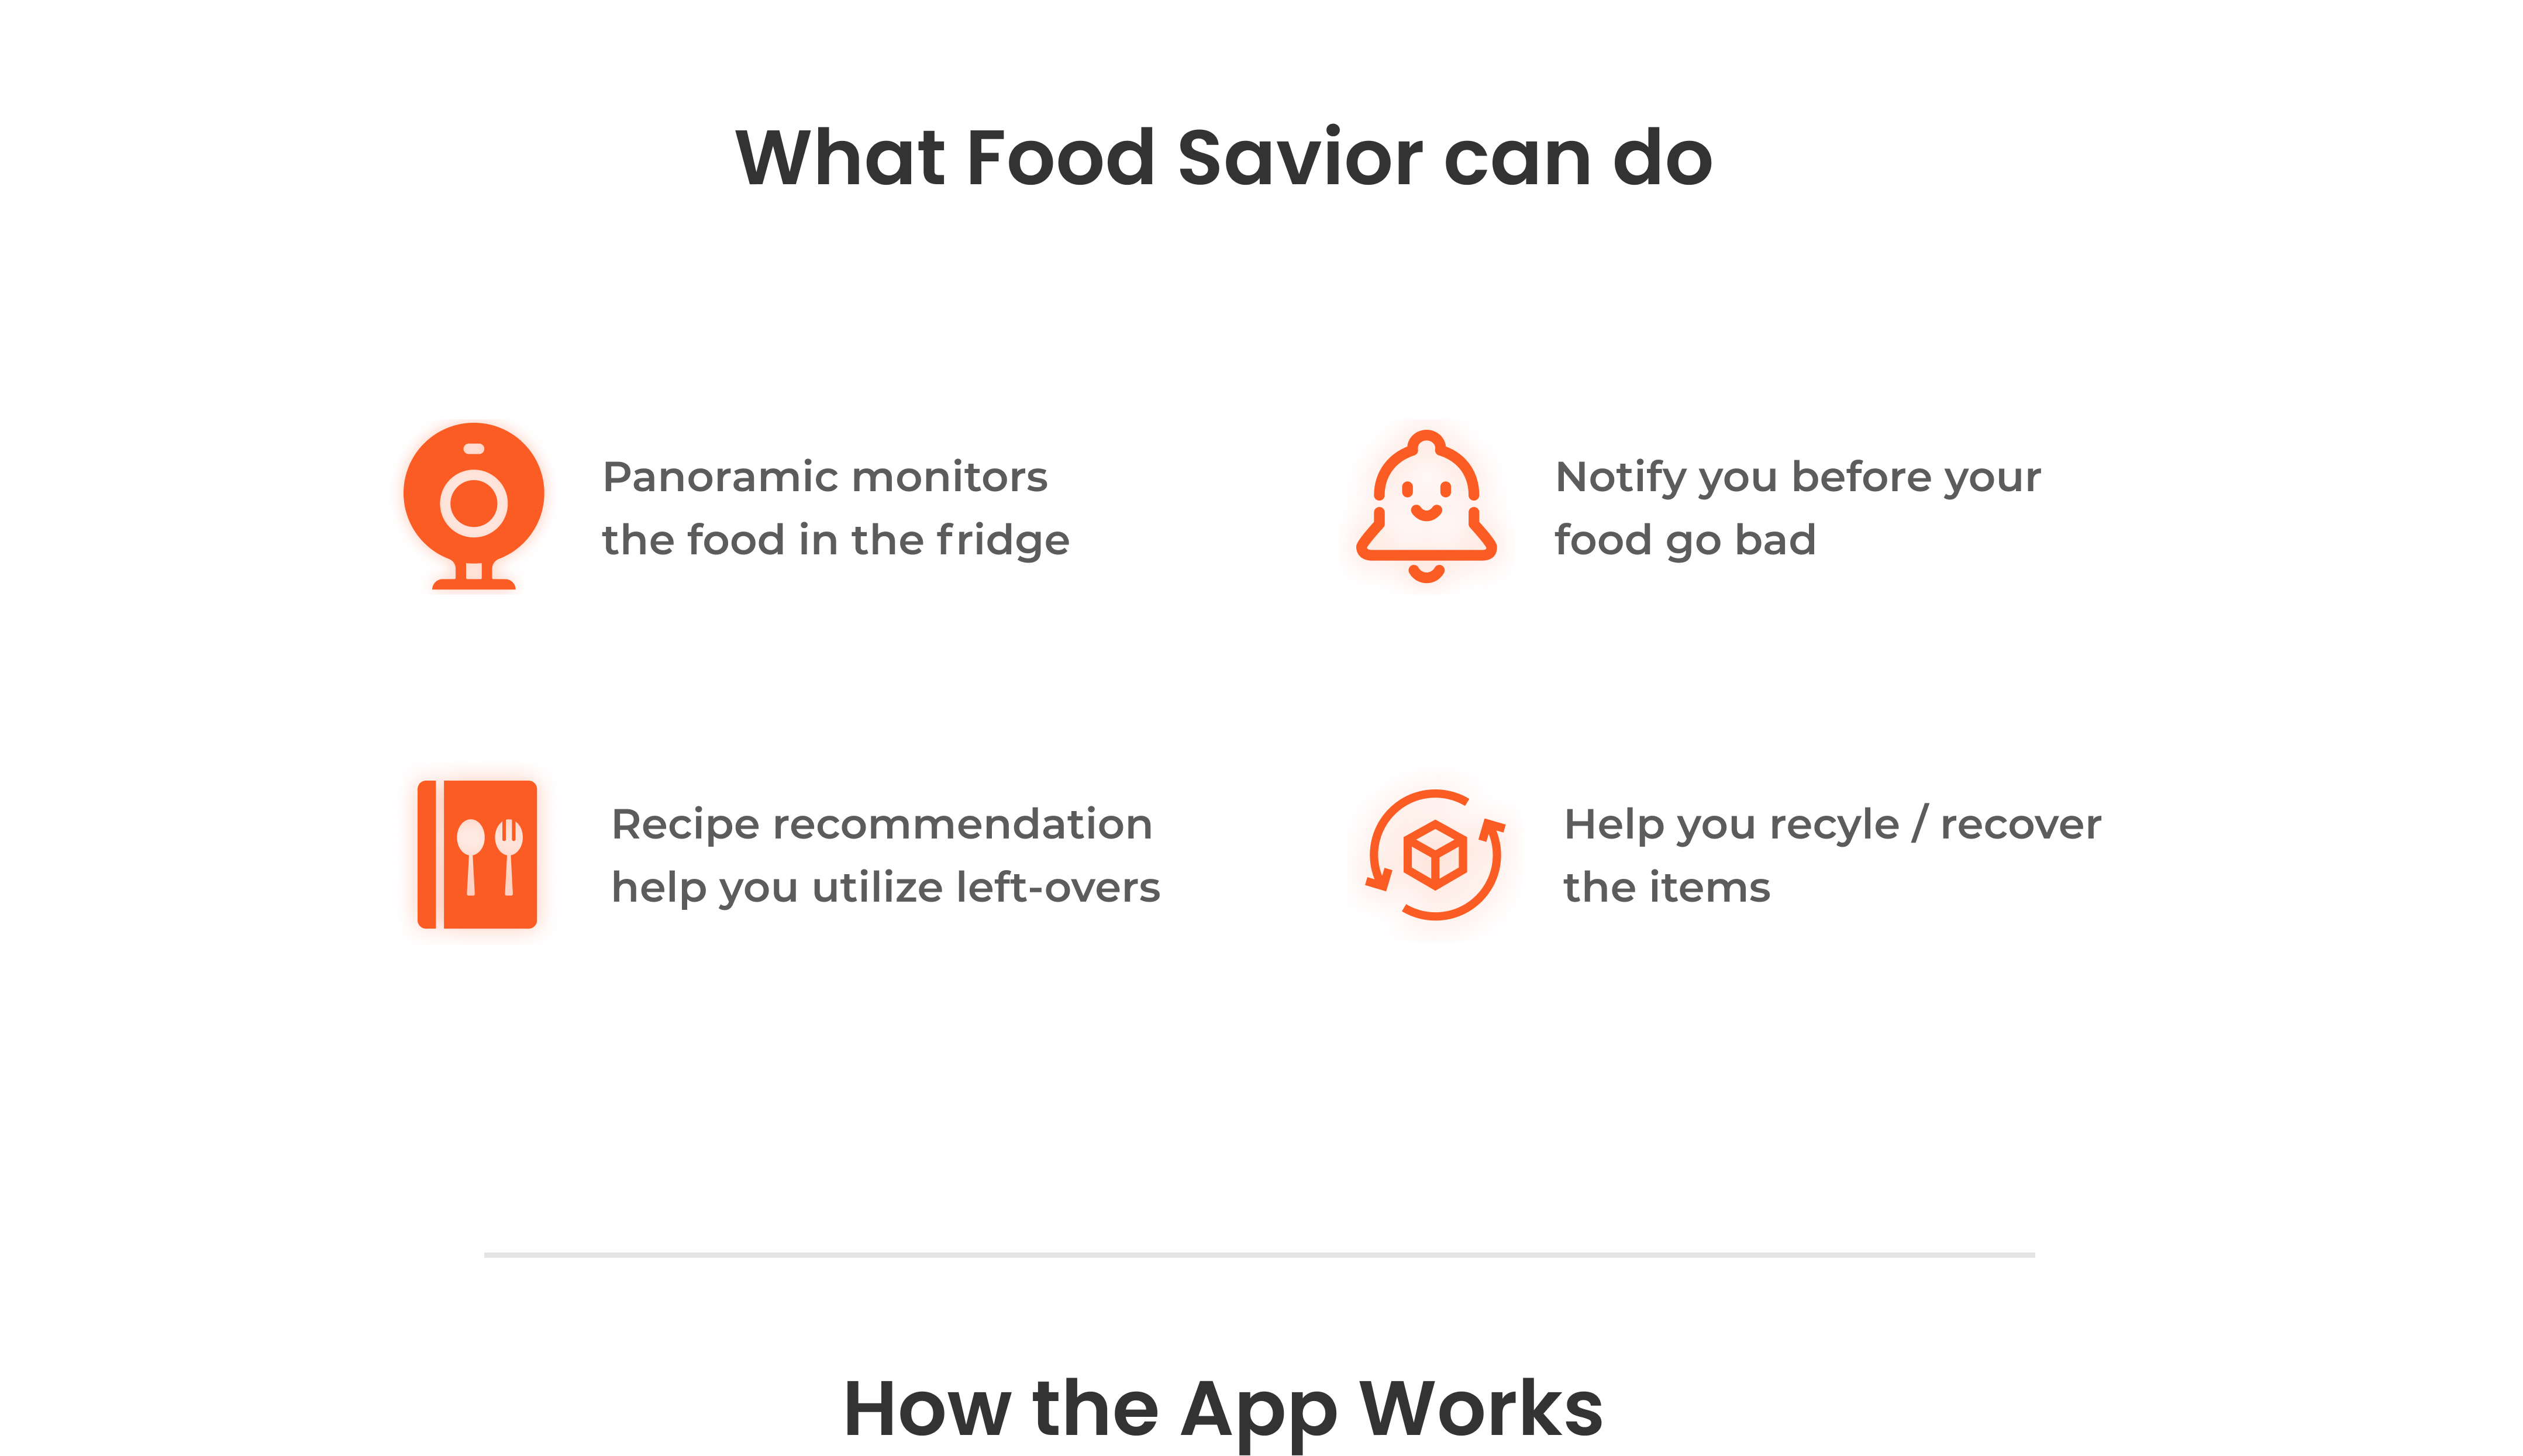 What Food Savior can do
Panoramic monitors
the food in the fridge
Notify you before your
food go bad
Recipe recommendation
help you utilize left-overs
Help you recyle / recover
the items
How the App Works